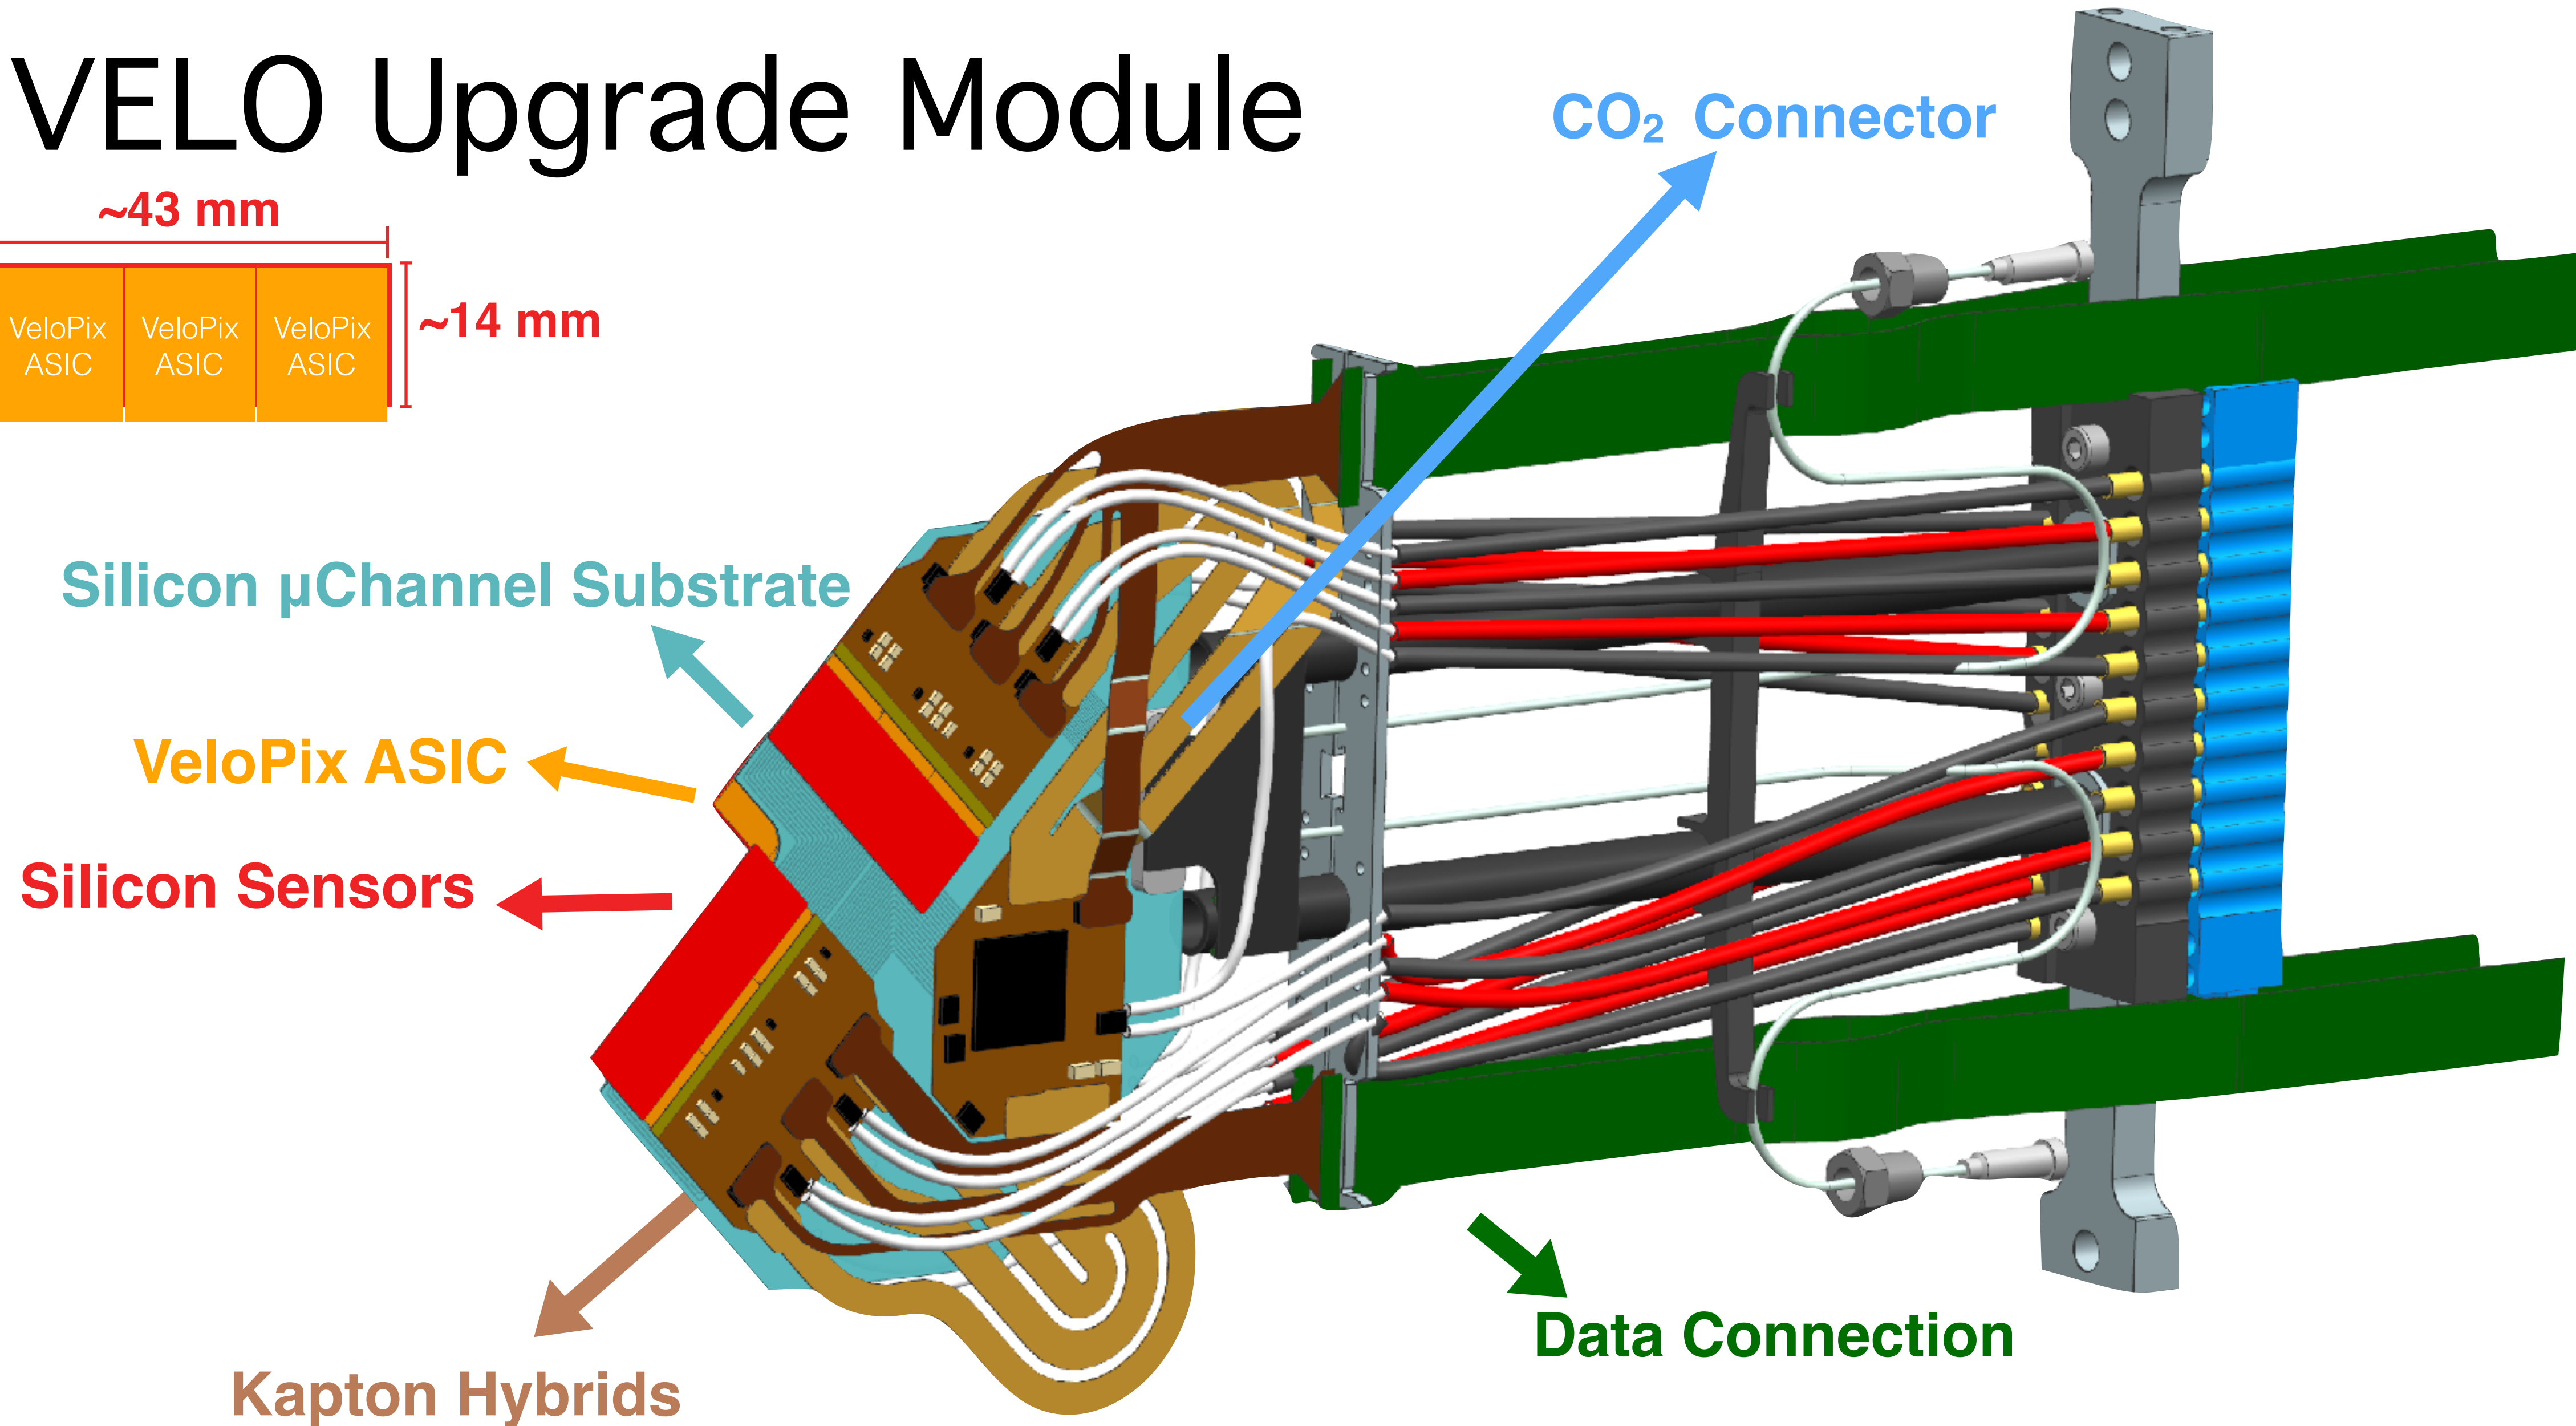 VELO Upgrade Module
CO₂ Connector
~43 mm
VeloPix
ASIC
VeloPix
ASIC
VeloPix
ASIC
~14 mm
Silicon µChannel Substrate
VeloPix ASIC
Silicon Sensors
Data Connection
Kapton Hybrids